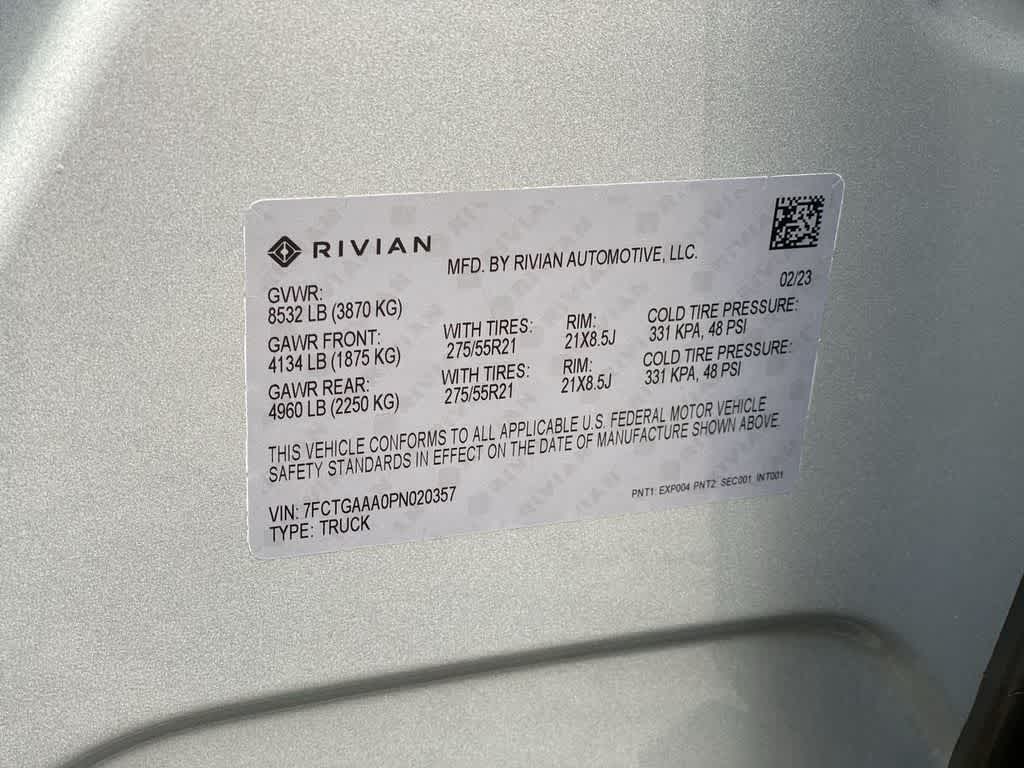 RIVIAN
MFD. BY RIVIAN AUTOMOTIVE, LLC.
02/23
GVWR:
8532 LB (3870 KG)
GAWR FRONT: WITH TIRES: RIM: COLD TIRE PRESSURE:
4134 LB (1875 KG) 275/55R21 21X8.5J 331 KPA, 48 PSI
GAWR REAR: WITH TIRES: RIM: COLD TIRE PRESSURE:
4960 LB (2250 KG) 275/55R21 21X8.5J 331 KPA, 48 PSI
THIS VEHICLE CONFORMS TO ALL APPLICABLE U.S. FEDERAL MOTOR VEHICLE
SAFETY STANDARDS IN EFFECT ON THE DATE OF MANUFACTURE SHOWN ABOVE.
VIN: 7FCTGAAA0PN020357 PNT1: EXP004 PNT2: SEC001 INT001
TYPE: TRUCK